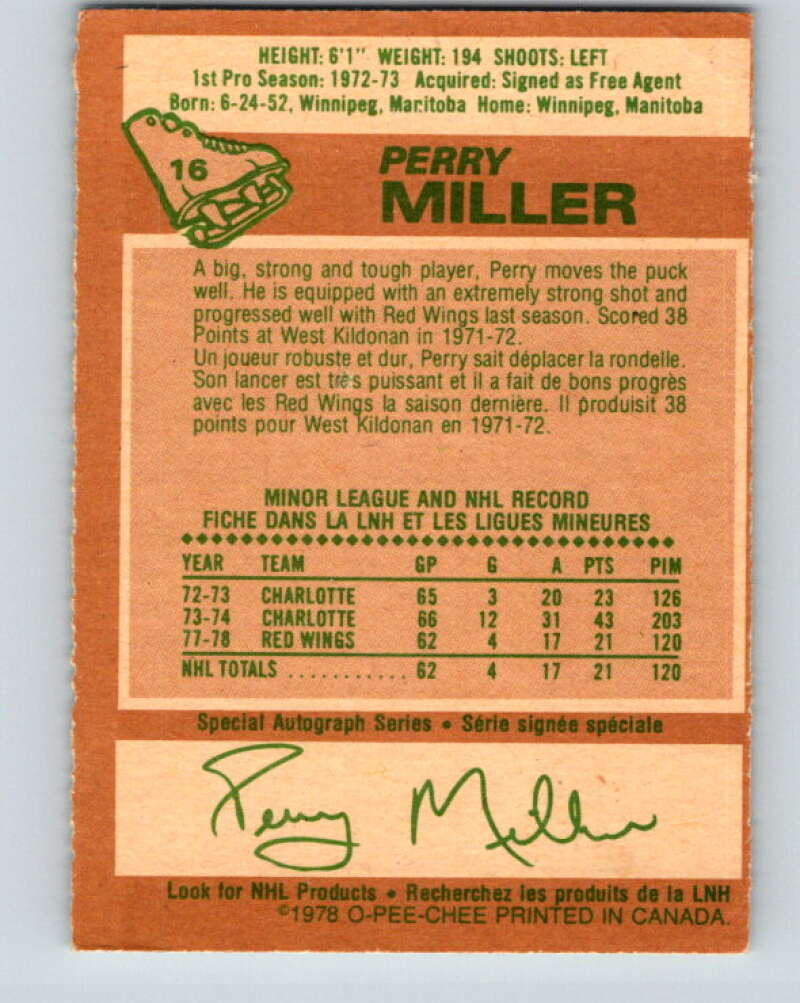 HEIGHT: 6'1" WEIGHT: 194 SHOOTS: LEFT
1st Pro Season: 1972-73 Acquired: Signed as Free Agent
Born: 6-24-52, Winnipeg, Manitoba Home: Winnipeg, Manitoba
16
PERRY
MILLER
A big, strong and tough player, Perry moves the puck
well. He is equipped with an extremely strong shot and
progressed well with Red Wings last season. Scored 38
Points at West Kildonan in 1971-72.
Un joueur robuste et dur, Perry sait déplacer la rondelle.
Son lancer est très puissant et il a fait de bons progrès
avec les Red Wings la saison dernière. Il produisit 38
points pour West Kildonan en 1971-72.
MINOR LEAGUE AND NHL RECORD
FICHE DANS LA LNH ET LES LIGUES MINEURES
YEAR TEAM GP G A PTS PIM
72-73 CHARLOTTE 65 3 20 23 126
73-74 CHARLOTTE 66 12 31 43 203
77-78 RED WINGS 62 4 17 21 120
NHL TOTALS ........... 62 4 17 21 120
Special Autograph Series • Série signée spéciale
Perry Miller
Look for NHL Products • Recherchez les produits de la LNH
©1978 O-PEE-CHEE PRINTED IN CANADA.